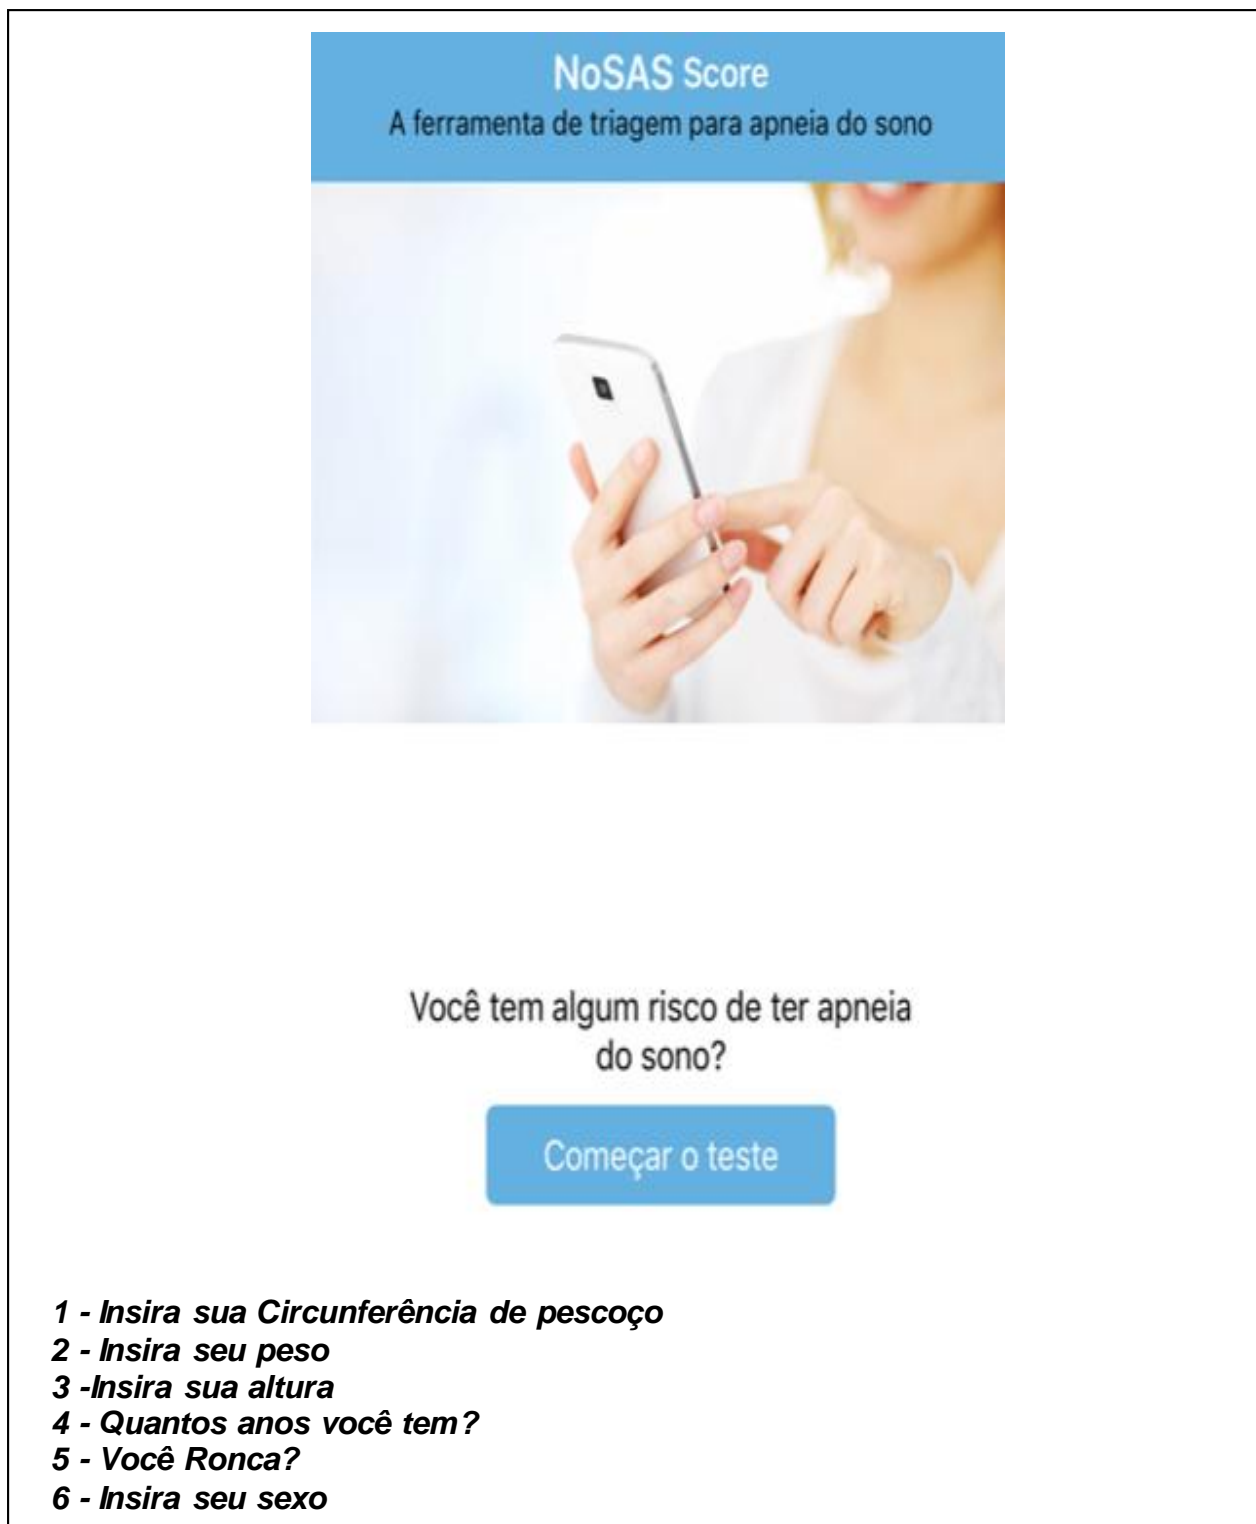 NoSAS Score
A ferramenta de triagem para apneia do sono
Você tem algum risco de ter apneia
do sono?
Começar o teste
1 - Insira sua Circunferência de pescoço
2 - Insira seu peso
3 -Insira sua altura
4 - Quantos anos você tem?
5 - Você Ronca?
6 - Insira seu sexo